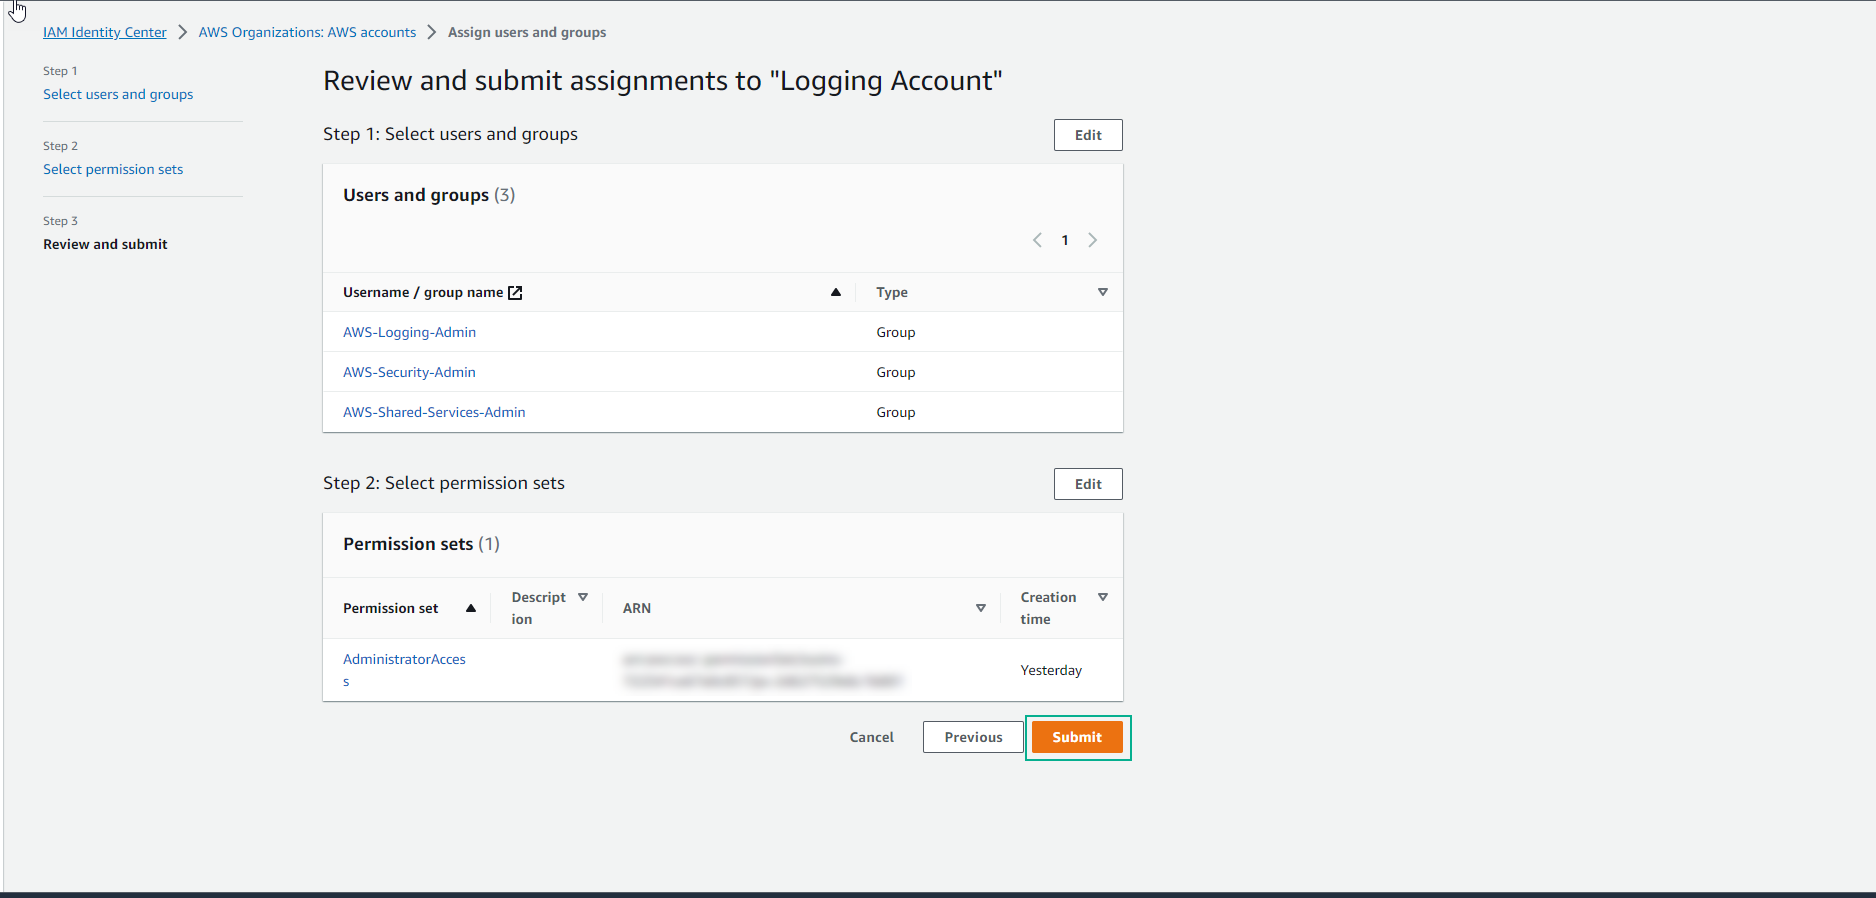 IAM Identity Center > AWS Organizations: AWS accounts > Assign users and groups
Step 1
Select users and groups
Step 2
Select permission sets
Step 3
Review and submit
Review and submit assignments to "Logging Account"
Step 1: Select users and groups
Edit
Users and groups (3)
1
Username / group name
Type
AWS-Logging-Admin
Group
AWS-Security-Admin
Group
AWS-Shared-Services-Admin
Group
Step 2: Select permission sets
Edit
Permission sets (1)
Permission set
Descript
ion
ARN
Creation
time
AdministratorAcces
s
Yesterday
Cancel
Previous
Submit